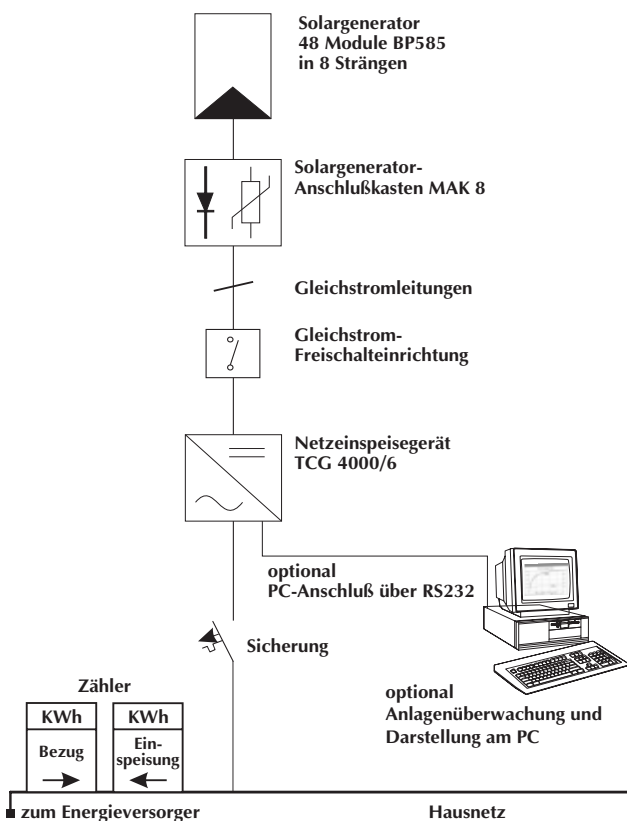 Solargenerator
48 Module BP585
in 8 Strängen
Solargenerator-
Anschlußkasten MAK 8
Gleichstromleitungen
Gleichstrom-
Freischalteinrichtung
Netzeinspeisegerät
TCG 4000/6
optional
PC-Anschluß über RS232
Sicherung
optional
Anlagenüberwachung und
Darstellung am PC
Zähler
KWh
Bezug
KWh
Ein-
speisung
zum Energieversorger
Hausnetz